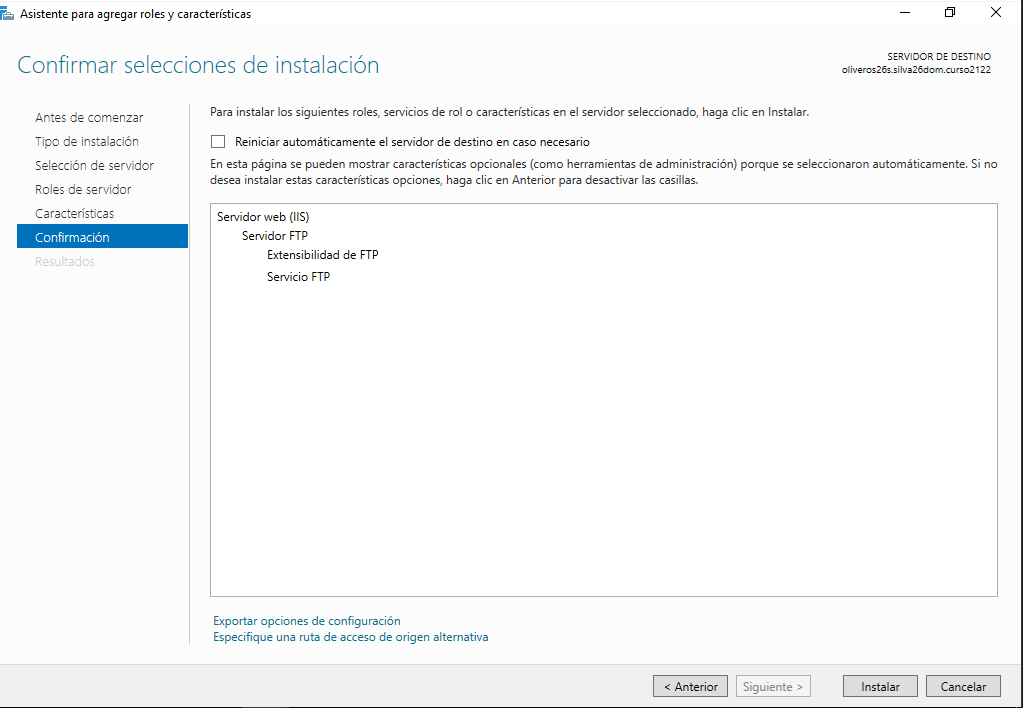 Asistente para agregar roles y características
Confirmar selecciones de instalación
SERVIDOR DE DESTINO
oliveros26s.silva26dom.curso2122
Antes de comenzar
Tipo de instalación
Selección de servidor
Roles de servidor
Características
Confirmación
Resultados
Para instalar los siguientes roles, servicios de rol o características en el servidor seleccionado, haga clic en Instalar.
Reiniciar automáticamente el servidor de destino en caso necesario
En esta página se pueden mostrar características opcionales (como herramientas de administración) porque se seleccionaron automáticamente. Si no
desea instalar estas características opciones, haga clic en Anterior para desactivar las casillas.
Servidor web (IIS)
Servidor FTP
Extensibilidad de FTP
Servicio FTP
Exportar opciones de configuración
Especifique una ruta de acceso de origen alternativa
< Anterior
Siguiente >
Instalar
Cancelar